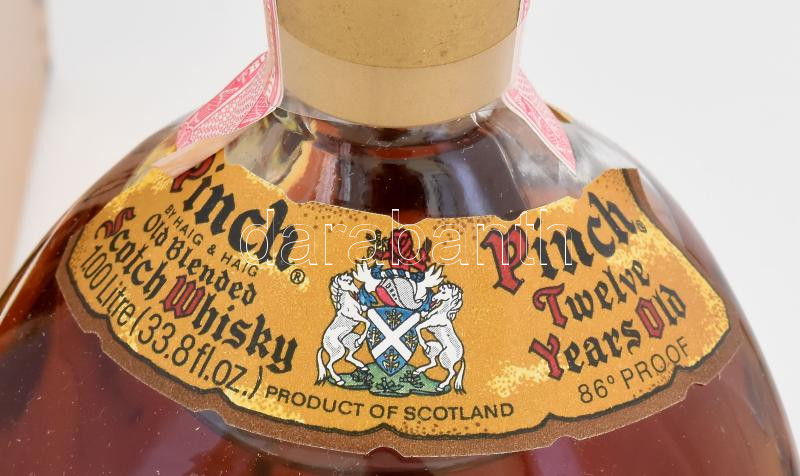 Pinch®
BY HAIG & HAIG
Old Blended
Scotch Whisky
1.00 Litre (33.8 fl.oz.)
PRODUCT OF SCOTLAND
Pinch®
Twelve
Years Old
86° PROOF
darabanth